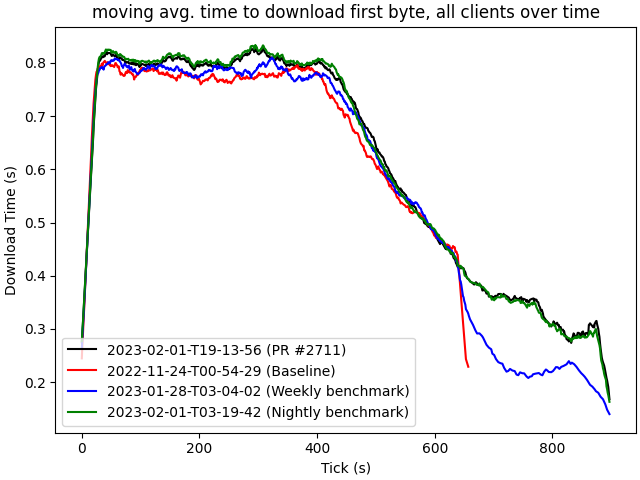 moving avg. time to download first byte, all clients over time
Download Time (s)
0.8
0.7
0.6
0.5
0.4
0.3
0.2
2023-02-01-T19-13-56 (PR #2711)
2022-11-24-T00-54-29 (Baseline)
2023-01-28-T03-04-02 (Weekly benchmark)
2023-02-01-T03-19-42 (Nightly benchmark)
0 200 400 600 800
Tick (s)